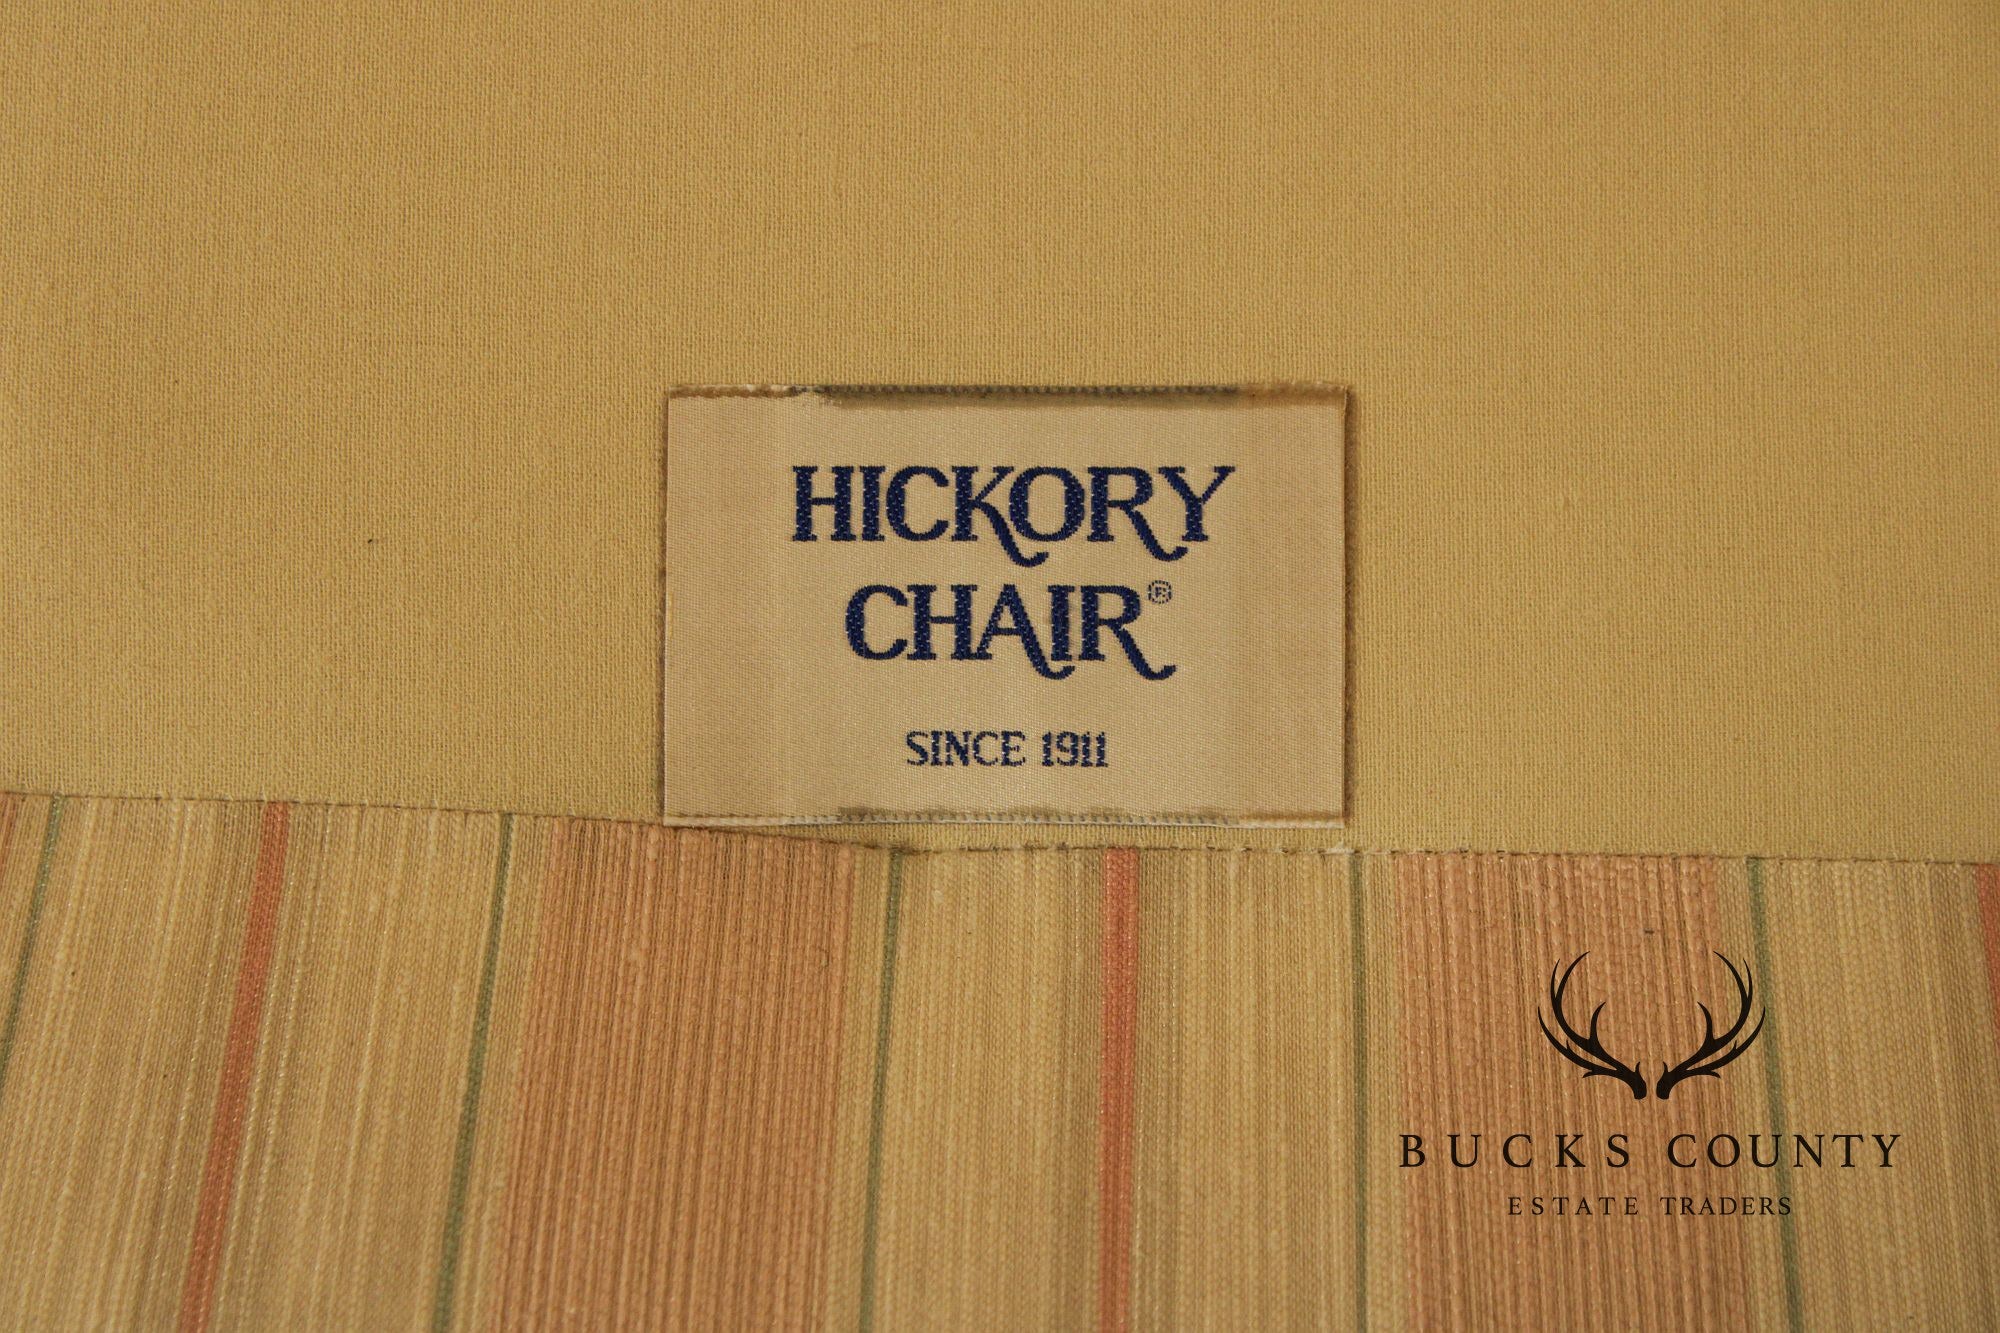 HICKORY
CHAIR®
SINCE 1911
BUCKS COUNTY
ESTATE TRADERS